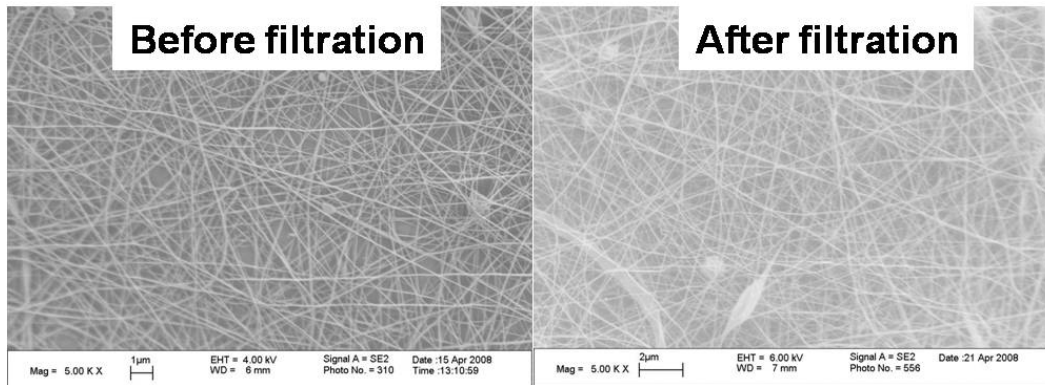 Before filtration
After filtration
Mag = 5.00 K X
1µm
EHT = 4.00 kV
WD = 6 mm
Signal A = SE2
Photo No. = 310
Date :15 Apr 2008
Time :13:10:59
Mag = 5.00 K X
2µm
EHT = 6.00 kV
WD = 7 mm
Signal A = SE2
Photo No. = 556
Date :21 Apr 2008